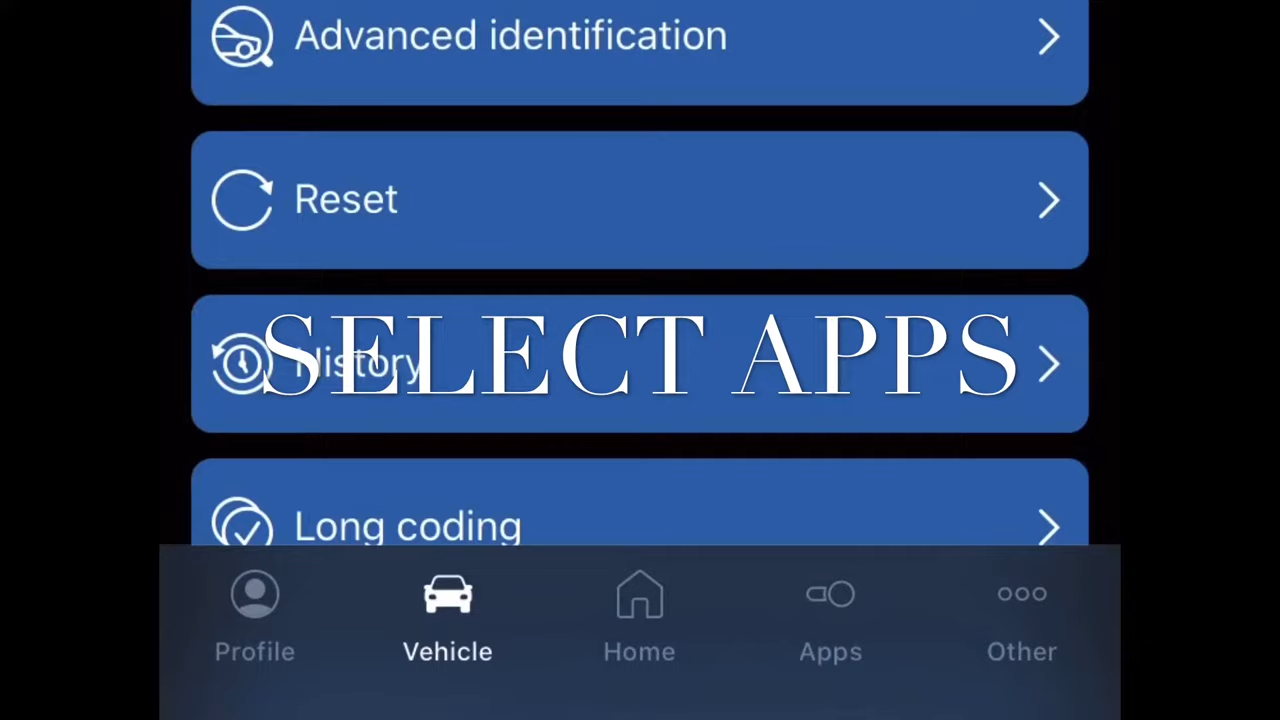 Advanced identification
Reset
History
SELECT APPS
Long coding
Profile
Vehicle
Home
Apps
Other